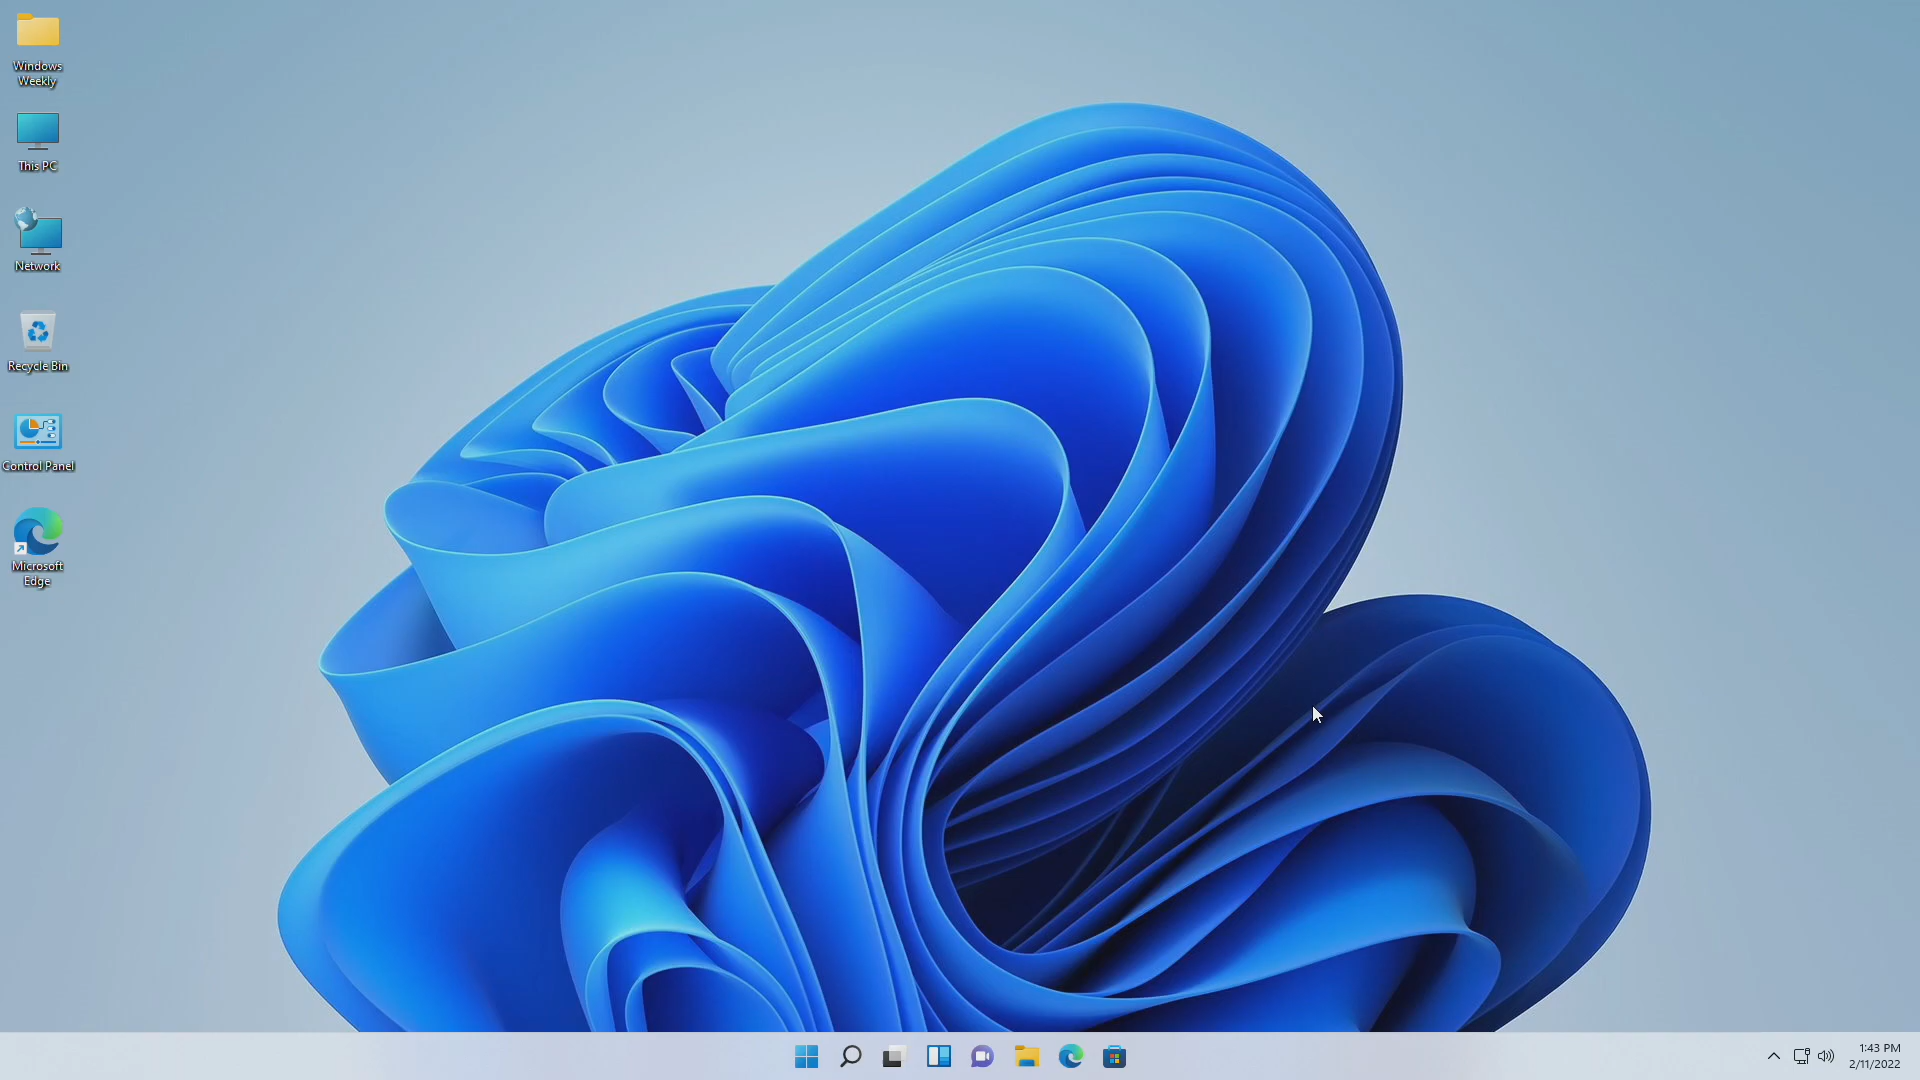 Windows
Weekly
This PC
Network
Recycle Bin
Control Panel
Microsoft
Edge
1:43 PM
2/11/2022